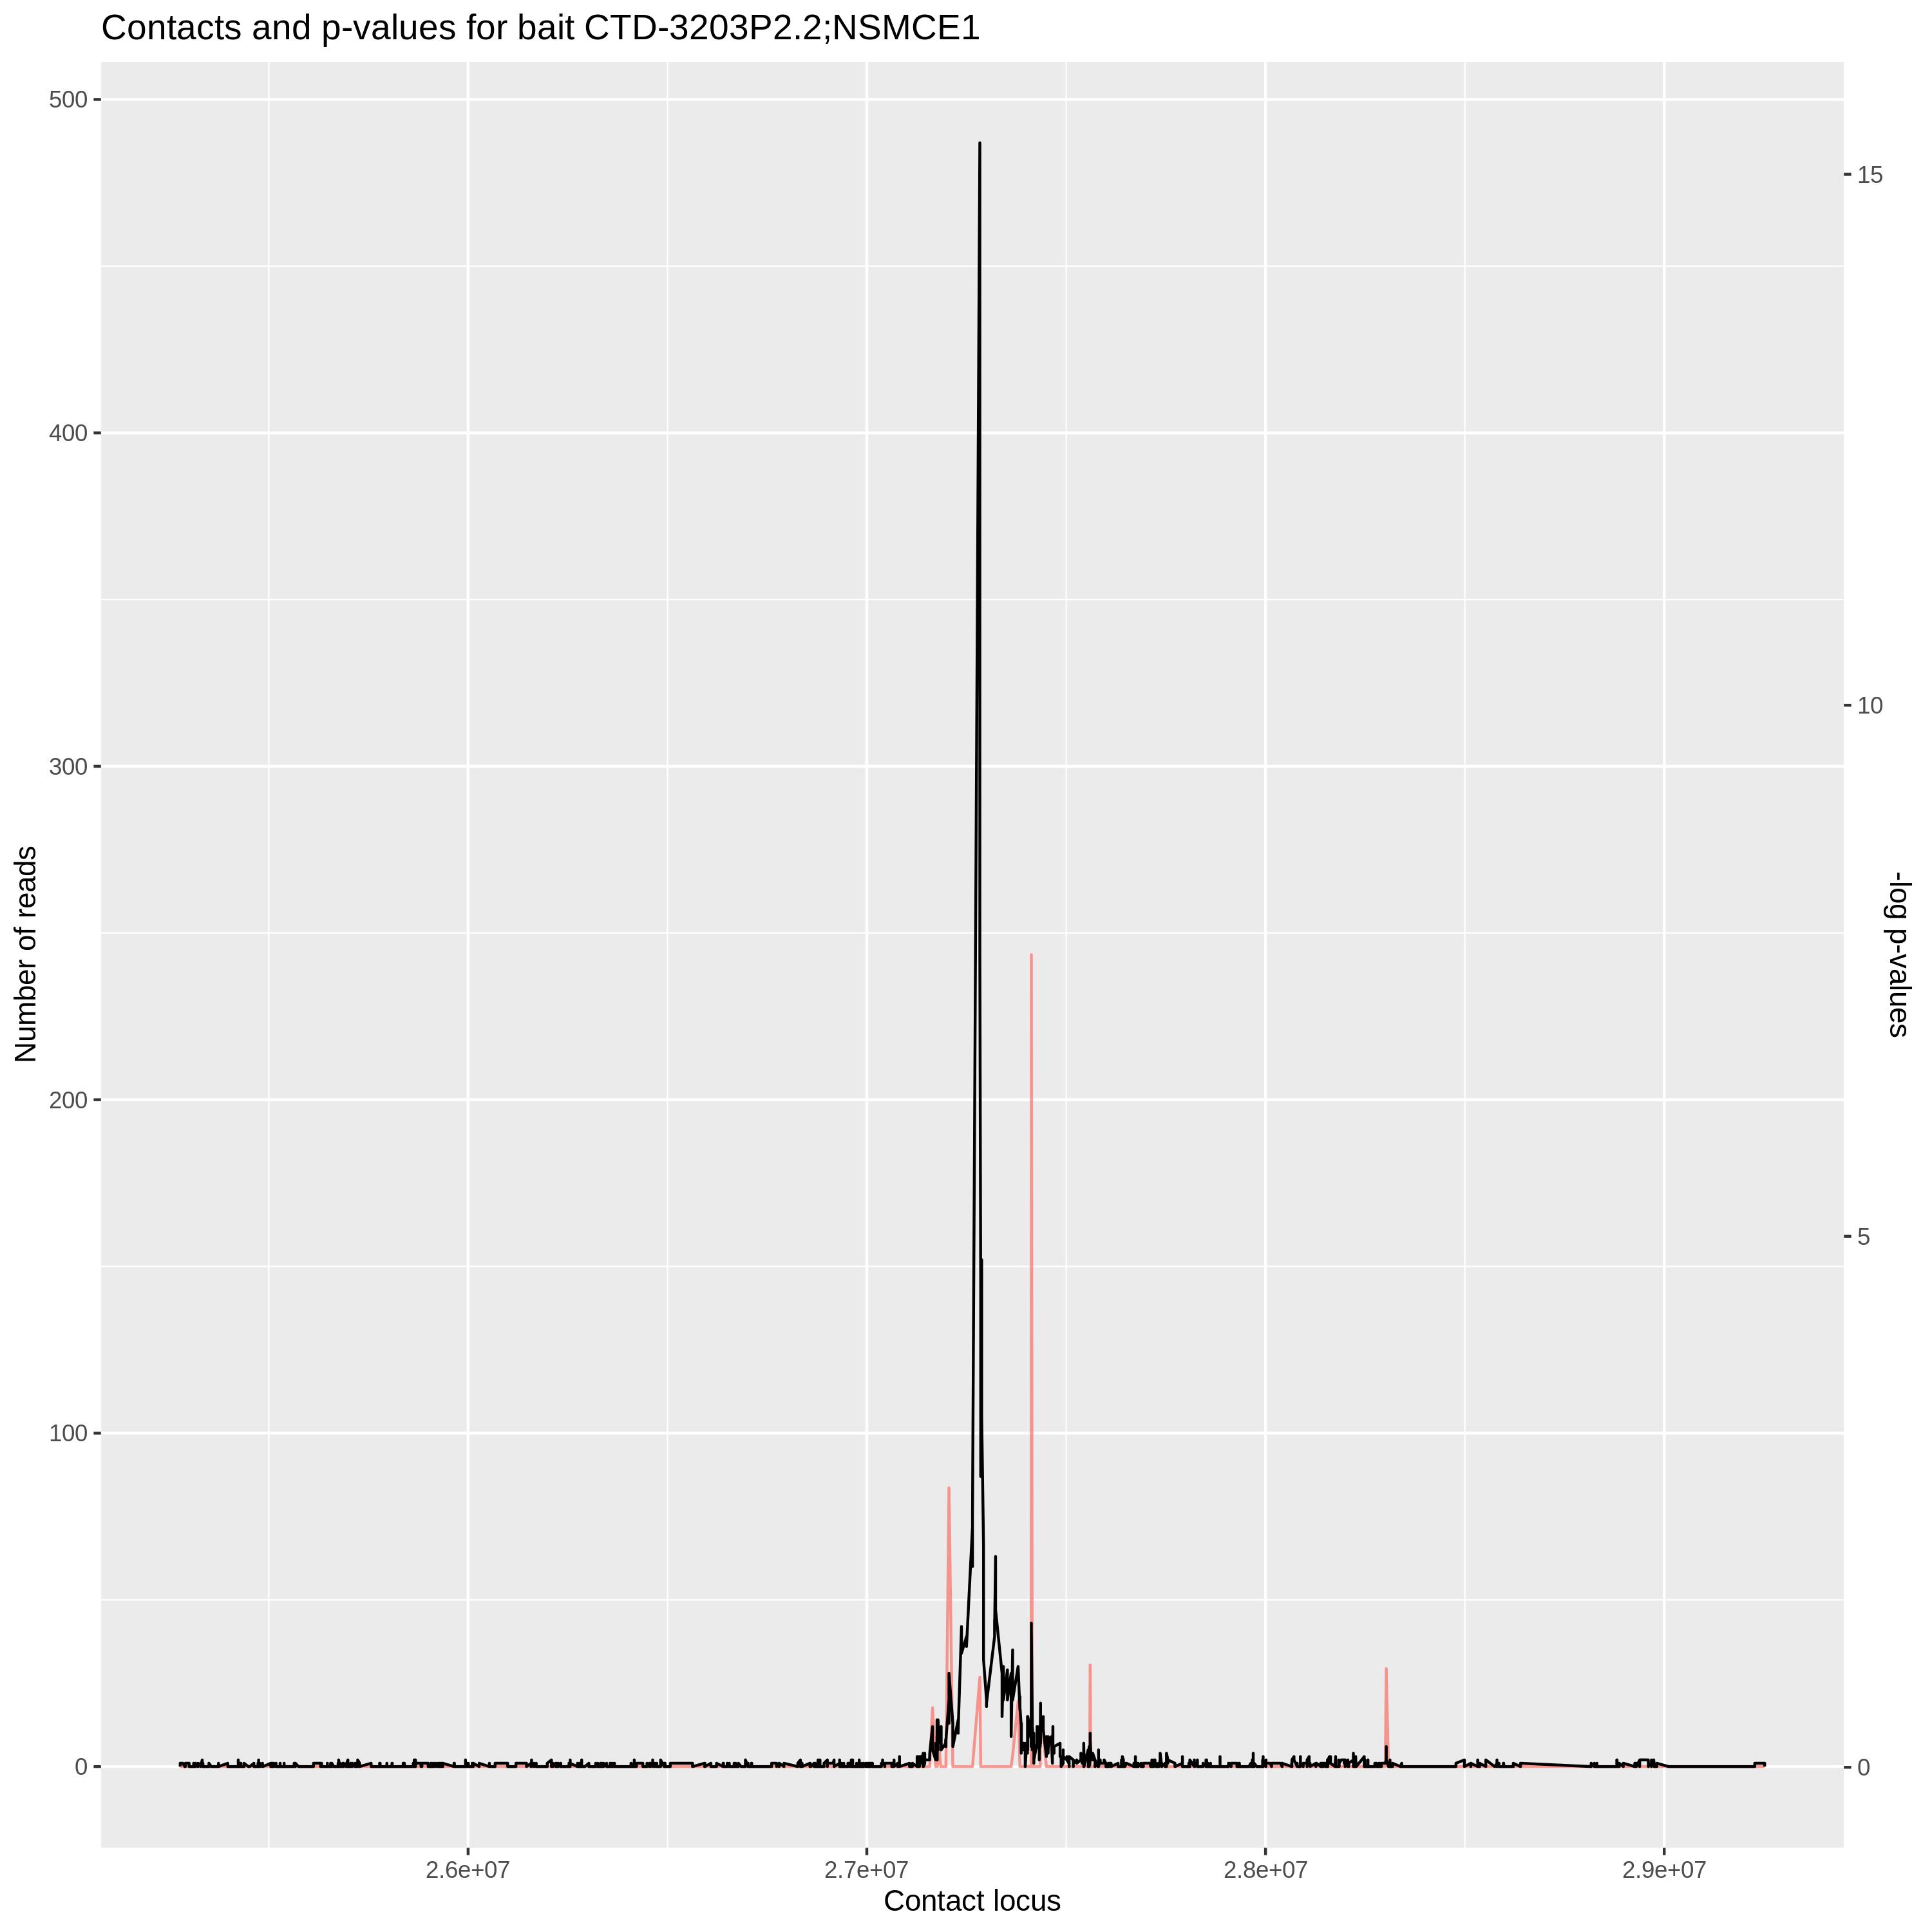 Contacts and p-values for bait CTD-3203P2.2;NSMCE1
500
400
300
200
100
0
Number of reads
15
10
5
0
-log p-values
2.6e+07
2.7e+07
2.8e+07
2.9e+07
Contact locus